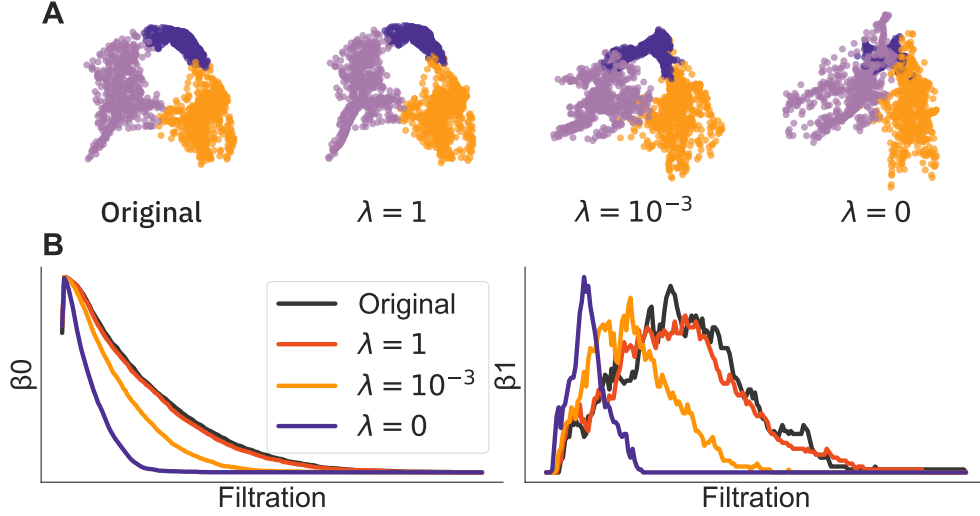 A
Original
λ = 1
λ = 10⁻³
λ = 0
B
β0
Original
λ = 1
λ = 10⁻³
λ = 0
Filtration
β1
Filtration